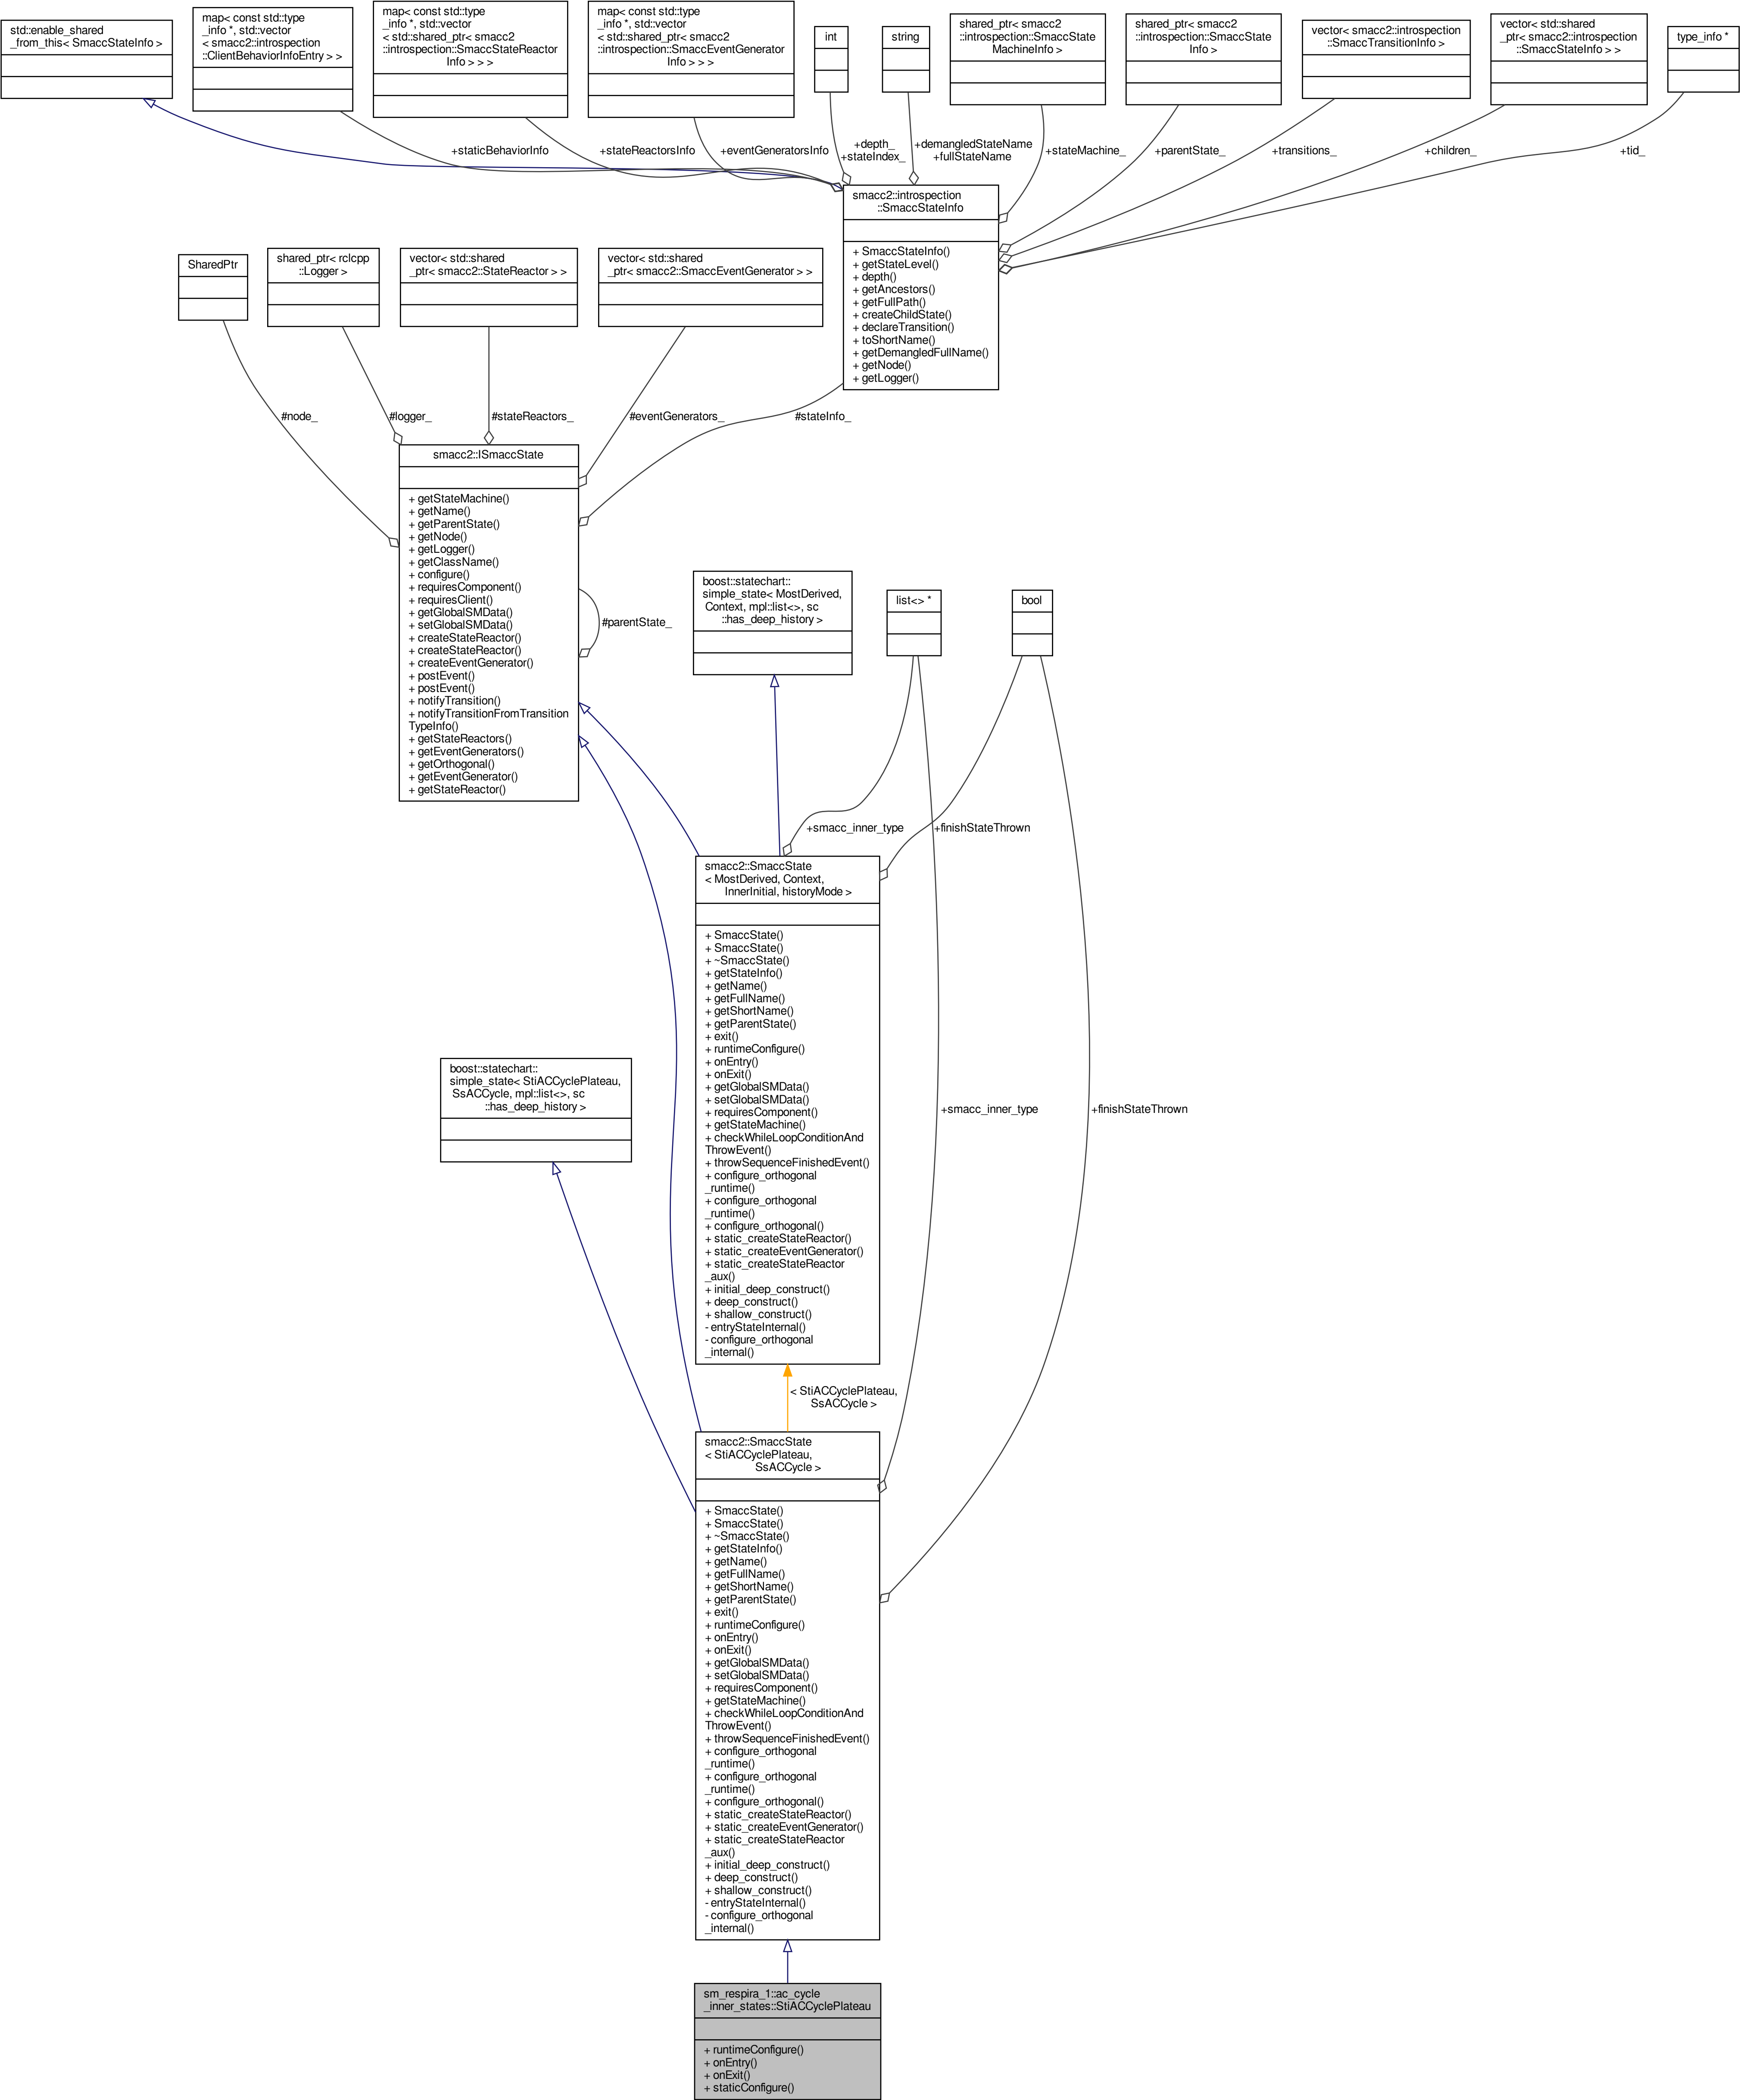 std::enable_shared
_from_this< SmaccStateInfo >
map< const std::type
_info *, std::vector
< smacc2::introspection
::ClientBehaviorInfoEntry > >
map< const std::type
_info *, std::vector
< std::shared_ptr< smacc2
::introspection::SmaccStateReactor
Info > > >
map< const std::type
_info *, std::vector
< std::shared_ptr< smacc2
::introspection::SmaccEventGenerator
Info > > >
int
string
shared_ptr< smacc2
::introspection::SmaccState
MachineInfo >
shared_ptr< smacc2
::introspection::SmaccState
Info >
vector< smacc2::introspection
::SmaccTransitionInfo >
vector< std::shared
_ptr< smacc2::introspection
::SmaccStateInfo > >
type_info *
+staticBehaviorInfo
+stateReactorsInfo
+eventGeneratorsInfo
+depth_
+stateIndex_
+demangledStateName
+fullStateName
+stateMachine_
+parentState_
+transitions_
+children_
+tid_
smacc2::introspection
::SmaccStateInfo
+ SmaccStateInfo()
+ getStateLevel()
+ depth()
+ getAncestors()
+ getFullPath()
+ createChildState()
+ declareTransition()
+ toShortName()
+ getDemangledFullName()
+ getNode()
+ getLogger()
SharedPtr
shared_ptr< rclcpp
::Logger >
vector< std::shared
_ptr< smacc2::StateReactor > >
vector< std::shared
_ptr< smacc2::SmaccEventGenerator > >
#node_
#logger_
#stateReactors_
#eventGenerators_
#stateInfo_
smacc2::ISmaccState
+ getStateMachine()
+ getName()
+ getParentState()
+ getNode()
+ getLogger()
+ getClassName()
+ configure()
+ requiresComponent()
+ requiresClient()
+ getGlobalSMData()
+ setGlobalSMData()
+ createStateReactor()
+ createStateReactor()
+ createEventGenerator()
+ postEvent()
+ postEvent()
+ notifyTransition()
+ notifyTransitionFromTransition
TypeInfo()
+ getStateReactors()
+ getEventGenerators()
+ getOrthogonal()
+ getEventGenerator()
+ getStateReactor()
#parentState_
boost::statechart::
simple_state< MostDerived,
Context, mpl::list<>, sc
::has_deep_history >
list<> *
bool
+smacc_inner_type
+finishStateThrown
smacc2::SmaccState
< MostDerived, Context,
InnerInitial, historyMode >
+ SmaccState()
+ SmaccState()
+ ~SmaccState()
+ getStateInfo()
+ getName()
+ getFullName()
+ getShortName()
+ getParentState()
+ exit()
+ runtimeConfigure()
+ onEntry()
+ onExit()
+ getGlobalSMData()
+ setGlobalSMData()
+ requiresComponent()
+ getStateMachine()
+ checkWhileLoopConditionAnd
ThrowEvent()
+ throwSequenceFinishedEvent()
+ configure_orthogonal
_runtime()
+ configure_orthogonal
_runtime()
+ configure_orthogonal()
+ static_createStateReactor()
+ static_createEventGenerator()
+ static_createStateReactor
_aux()
+ initial_deep_construct()
+ deep_construct()
+ shallow_construct()
- entryStateInternal()
- configure_orthogonal
_internal()
boost::statechart::
simple_state< StiACCyclePlateau,
SsACCycle, mpl::list<>, sc
::has_deep_history >
+smacc_inner_type
+finishStateThrown
< StiACCyclePlateau,
SsACCycle >
smacc2::SmaccState
< StiACCyclePlateau,
SsACCycle >
+ SmaccState()
+ SmaccState()
+ ~SmaccState()
+ getStateInfo()
+ getName()
+ getFullName()
+ getShortName()
+ getParentState()
+ exit()
+ runtimeConfigure()
+ onEntry()
+ onExit()
+ getGlobalSMData()
+ setGlobalSMData()
+ requiresComponent()
+ getStateMachine()
+ checkWhileLoopConditionAnd
ThrowEvent()
+ throwSequenceFinishedEvent()
+ configure_orthogonal
_runtime()
+ configure_orthogonal
_runtime()
+ configure_orthogonal()
+ static_createStateReactor()
+ static_createEventGenerator()
+ static_createStateReactor
_aux()
+ initial_deep_construct()
+ deep_construct()
+ shallow_construct()
- entryStateInternal()
- configure_orthogonal
_internal()
sm_respira_1::ac_cycle
_inner_states::StiACCyclePlateau
+ runtimeConfigure()
+ onEntry()
+ onExit()
+ staticConfigure()